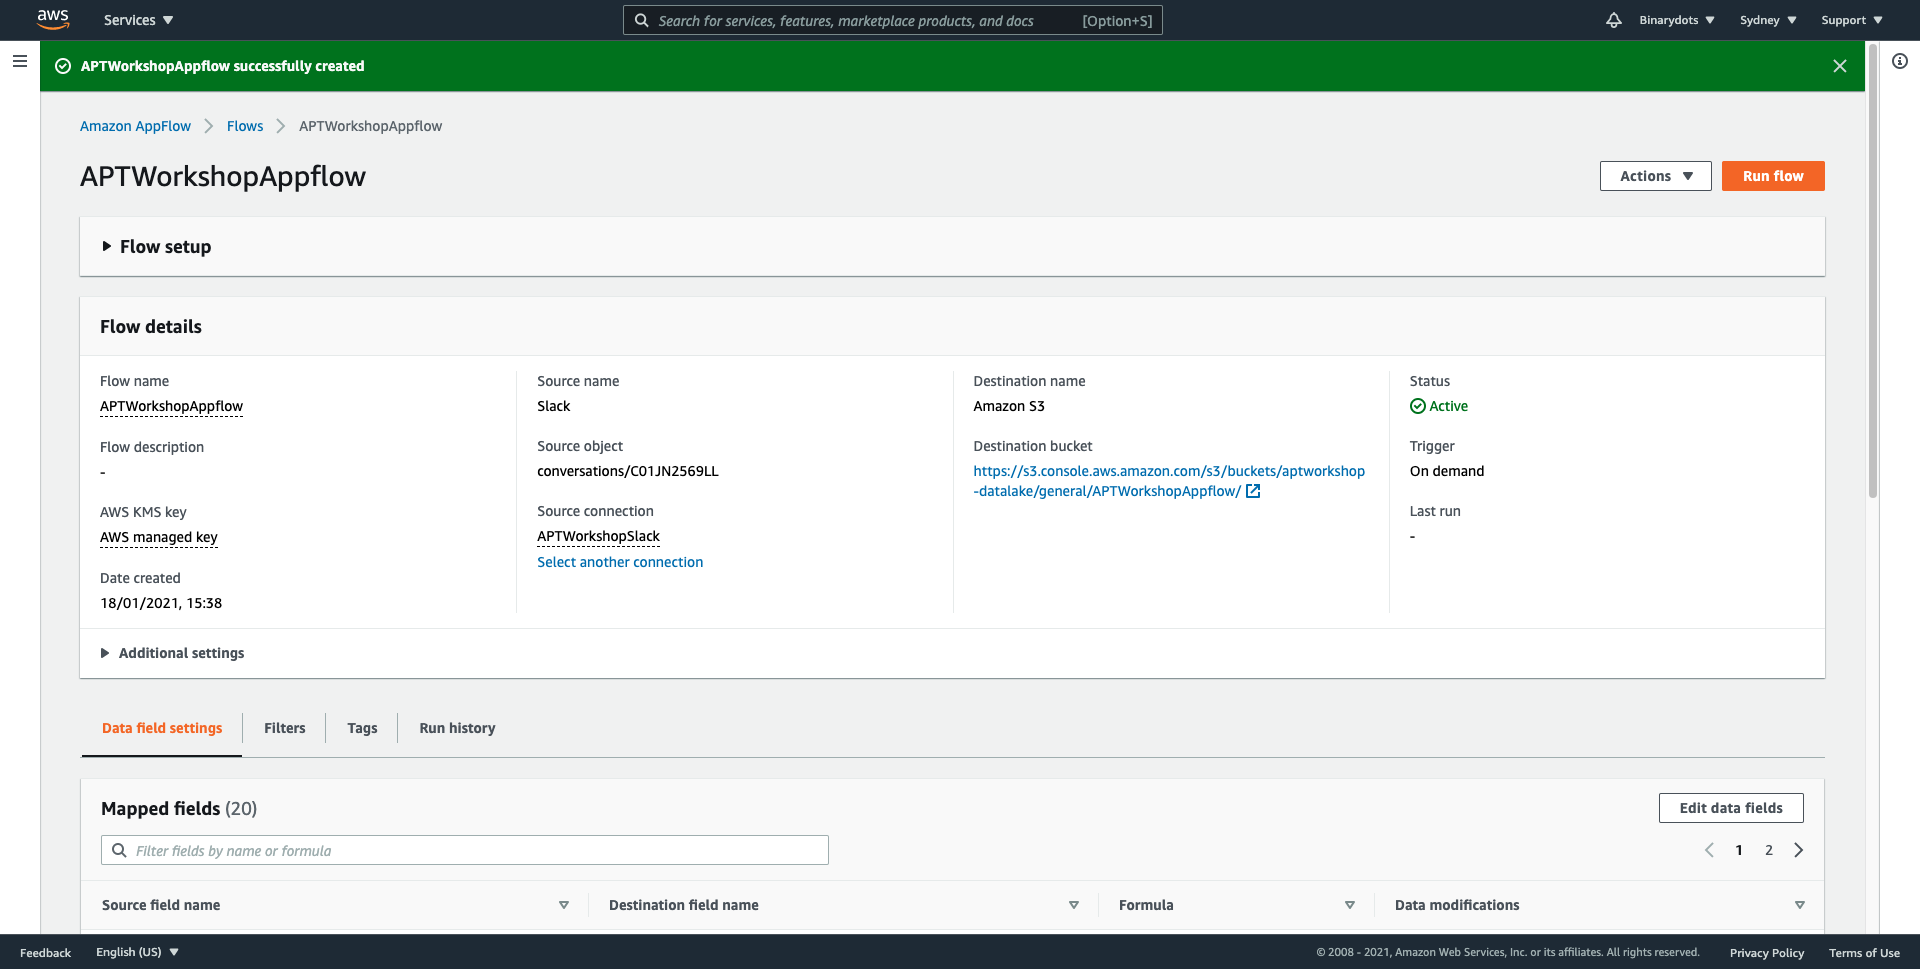 aws
Services
Search for services, features, marketplace products, and docs [Option+S]
Binarydots
Sydney
Support
APTWorkshopAppflow successfully created
Amazon AppFlow
Flows
APTWorkshopAppflow
APTWorkshopAppflow
Actions
Run flow
Flow setup
Flow details
Flow name
APTWorkshopAppflow
Flow description
-
AWS KMS key
AWS managed key
Date created
18/01/2021, 15:38
Source name
Slack
Source object
conversations/C01JN2569LL
Source connection
APTWorkshopSlack
Select another connection
Destination name
Amazon S3
Destination bucket
https://s3.console.aws.amazon.com/s3/buckets/aptworkshop
-datalake/general/APTWorkshopAppflow/
Status
Active
Trigger
On demand
Last run
-
Additional settings
Data field settings
Filters
Tags
Run history
Mapped fields (20)
Edit data fields
Filter fields by name or formula
1 2
Source field name
Destination field name
Formula
Data modifications
Feedback
English (US)
© 2008 - 2021, Amazon Web Services, Inc. or its affiliates. All rights reserved.
Privacy Policy
Terms of Use